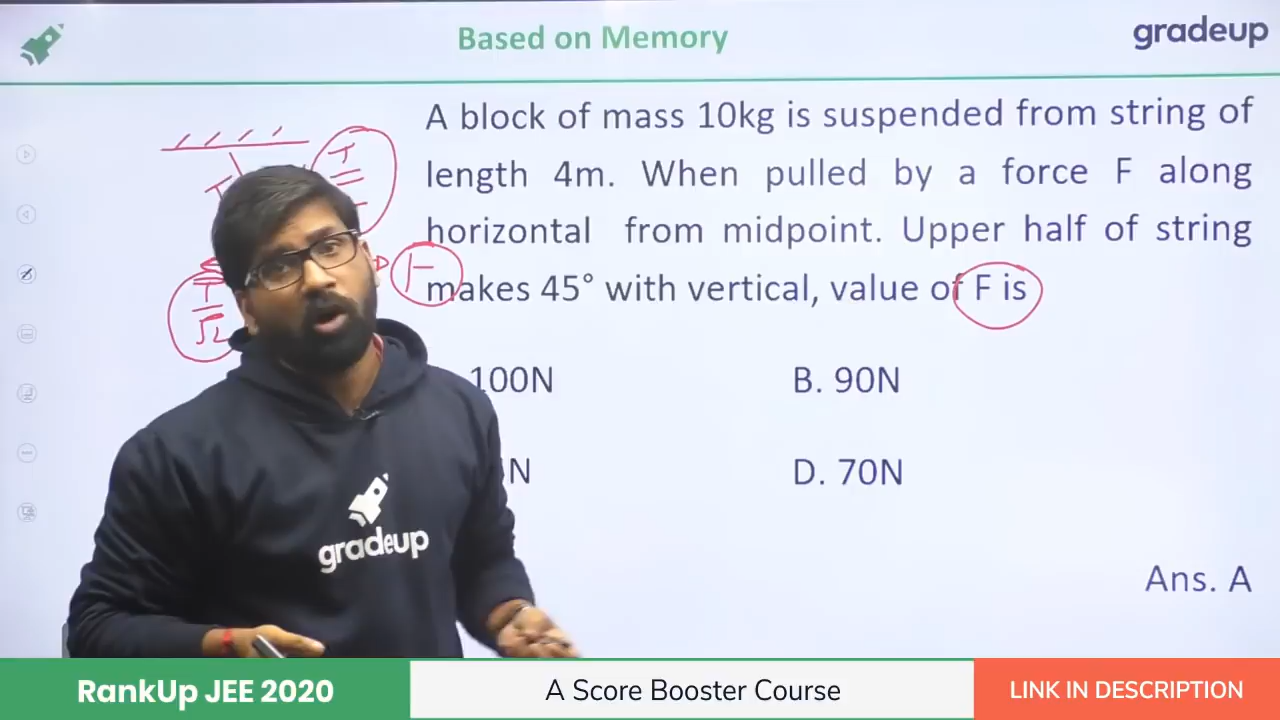 Based on Memory
gradeup
A block of mass 10kg is suspended from string of
length 4m. When pulled by a force F along
horizontal from midpoint. Upper half of string
makes 45° with vertical, value of F is
T
T
F
T
√2
100N
B. 90N
N
D. 70N
gradeup
Ans. A
RankUp JEE 2020
A Score Booster Course
LINK IN DESCRIPTION